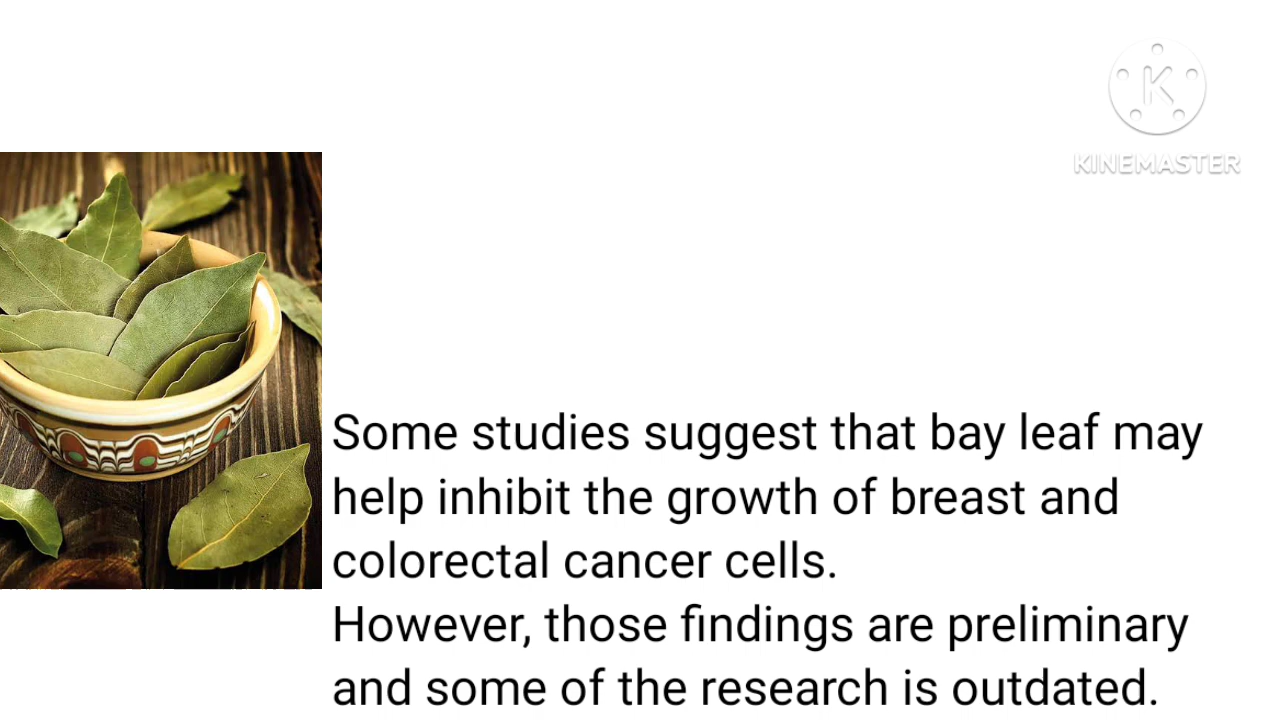 K
KINEMASTER
Some studies suggest that bay leaf may
help inhibit the growth of breast and
colorectal cancer cells.
However, those findings are preliminary
and some of the research is outdated.